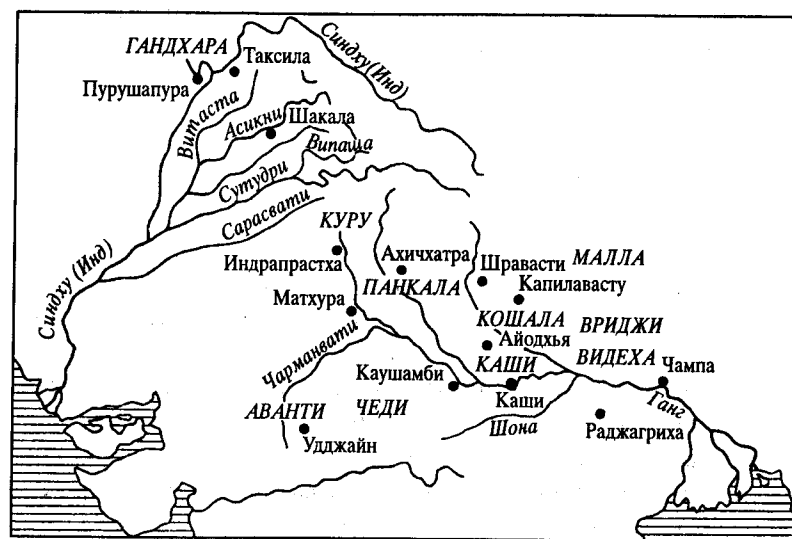 ГАНДХАРА
Синдху (Инд)
Таксила
Пурушапура
Витаста
Асикни
Шакала
Випаша
Сутудри
Сарасвати
Синдху (Инд)
КУРУ
Индрапрастха
Ахичхатра
ПАНКАЛА
Шравасти
МАЛЛА
Капилавасту
Матхура
КОШАЛА
ВРИДЖИ
Айодхья
Чарманвати
КАШИ
ВИДЕХА
Чампа
Каушамби
Каши
Ганг
АВАНТИ
ЧЕДИ
Шона
Раджагриха
Удджайн